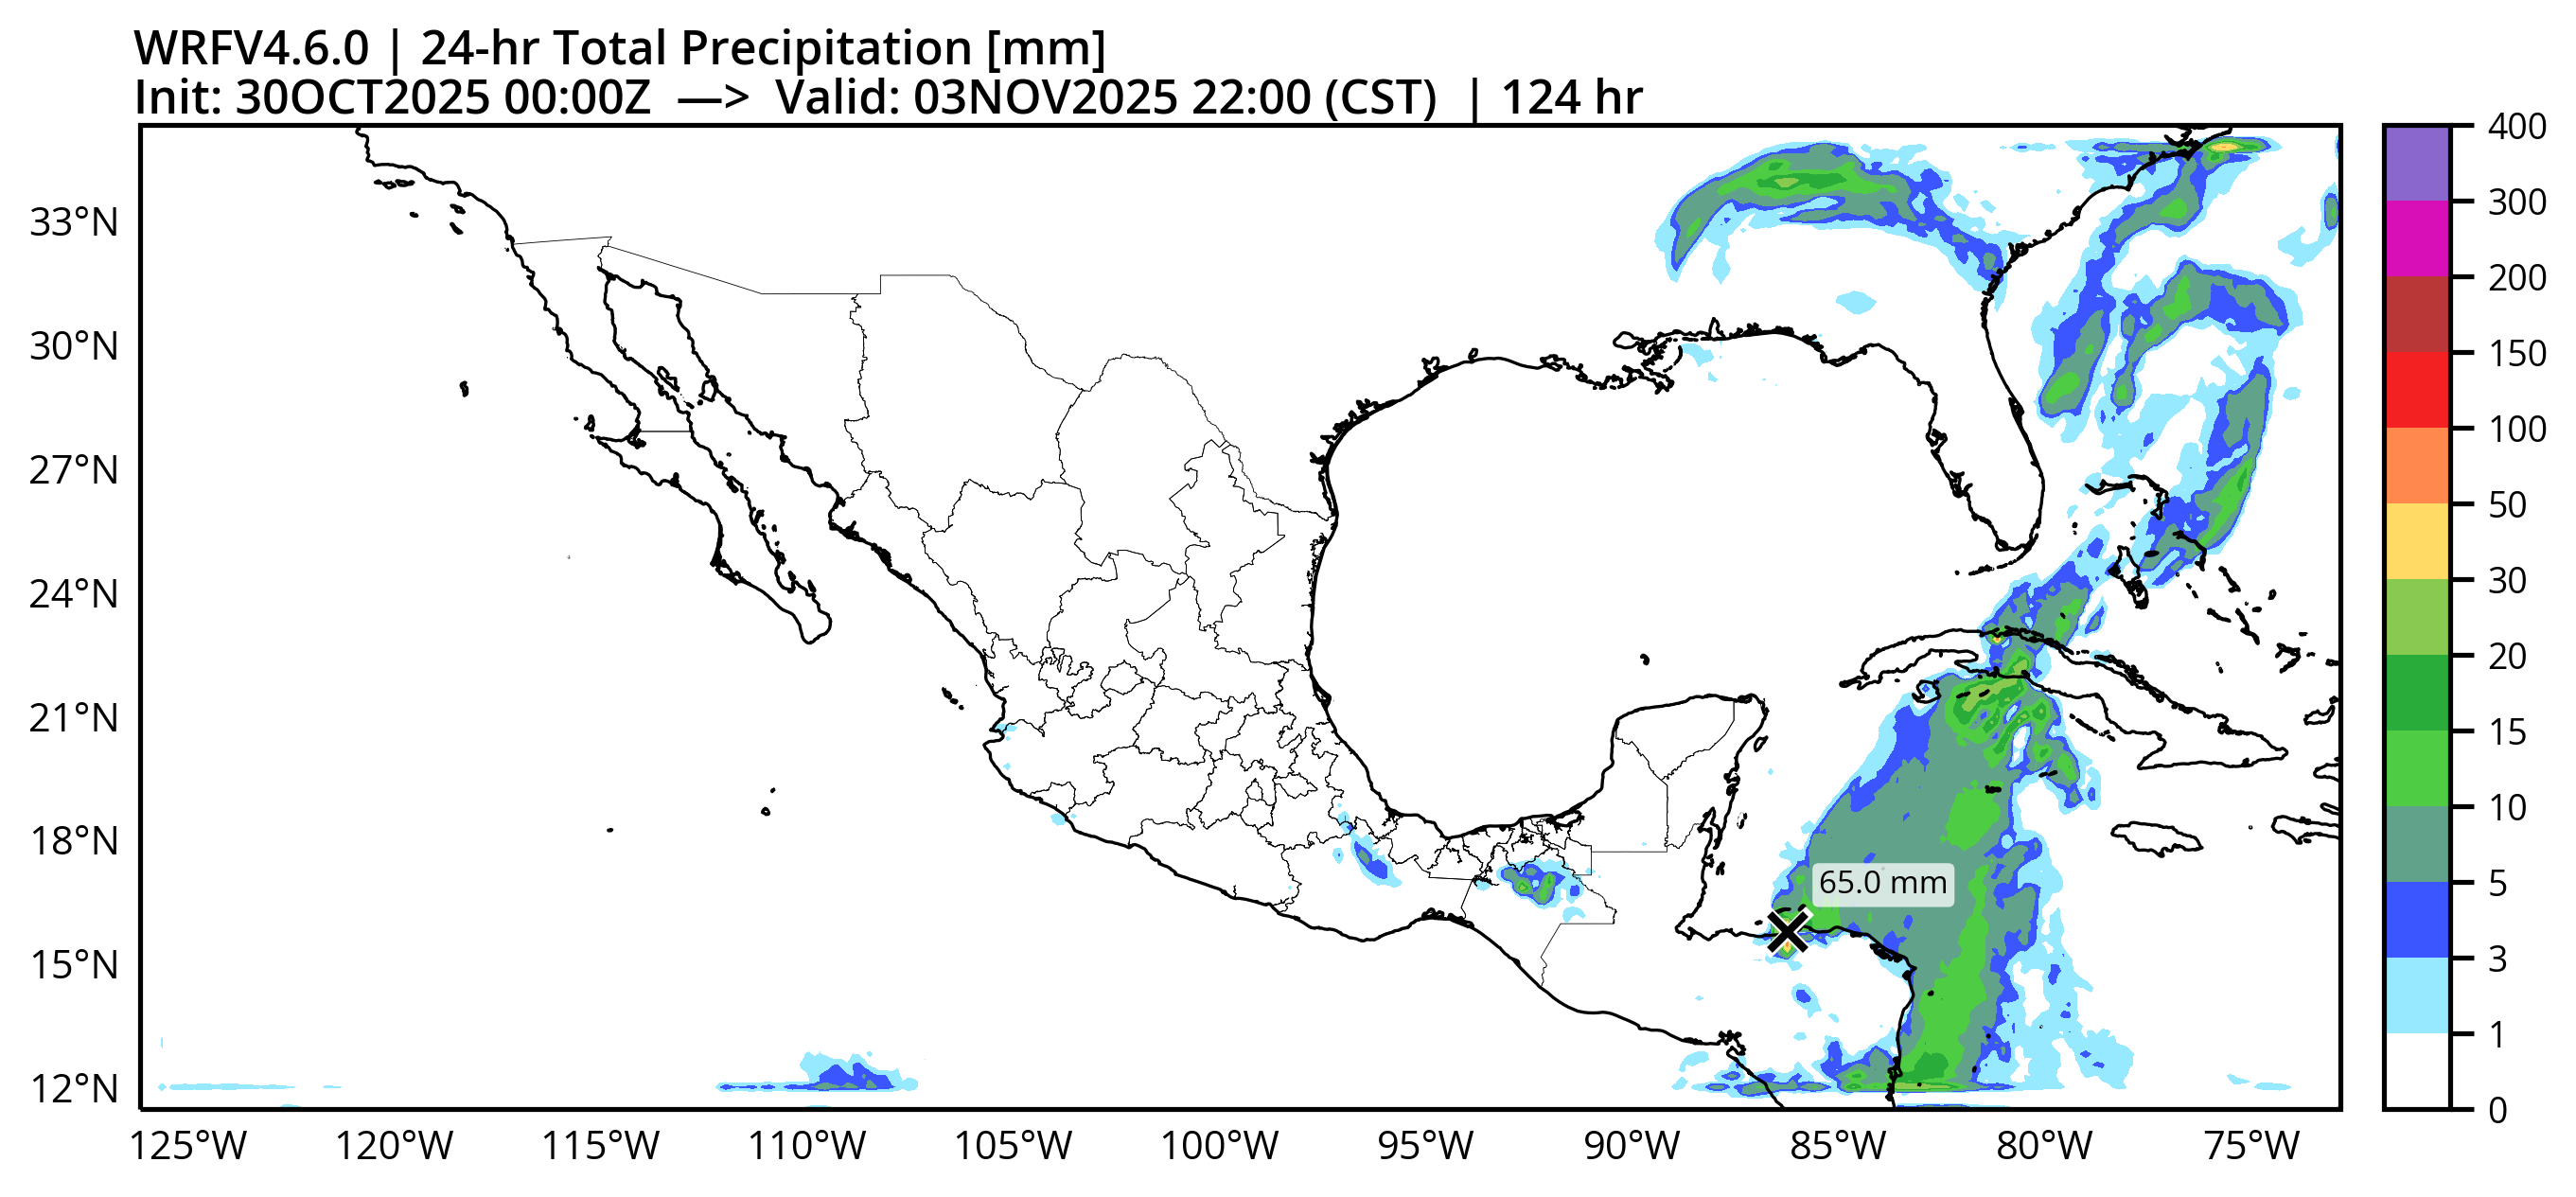 WRFV4.6.0 | 24-hr Total Precipitation [mm]
Init: 30OCT2025 00:00Z —> Valid: 03NOV2025 22:00 (CST) | 124 hr
33°N
30°N
27°N
24°N
21°N
18°N
15°N
12°N
65.0 mm
125°W 120°W 115°W 110°W 105°W 100°W 95°W 90°W 85°W 80°W 75°W
400
300
200
150
100
50
30
20
15
10
5
3
1
0